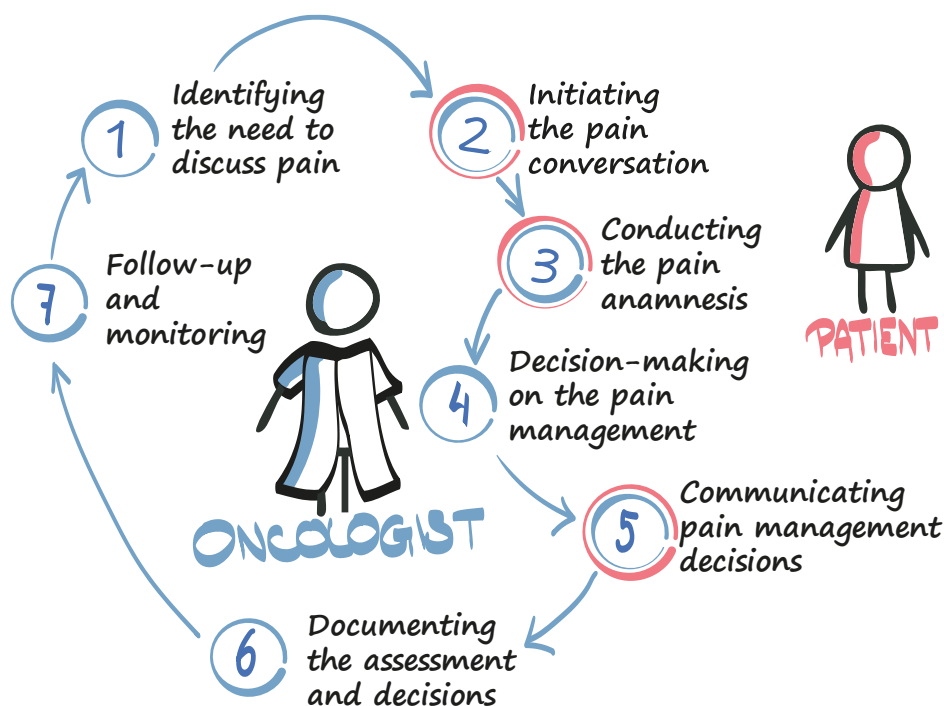 1
Identifying
the need to
discuss pain
2
Initiating
the pain
conversation
3
Conducting
the pain
anamnesis
PATIENT
4
Decision-making
on the pain
management
5
Communicating
pain management
decisions
6
Documenting
the assessment
and decisions
7
Follow-up
and
monitoring
ONCOLOGIST